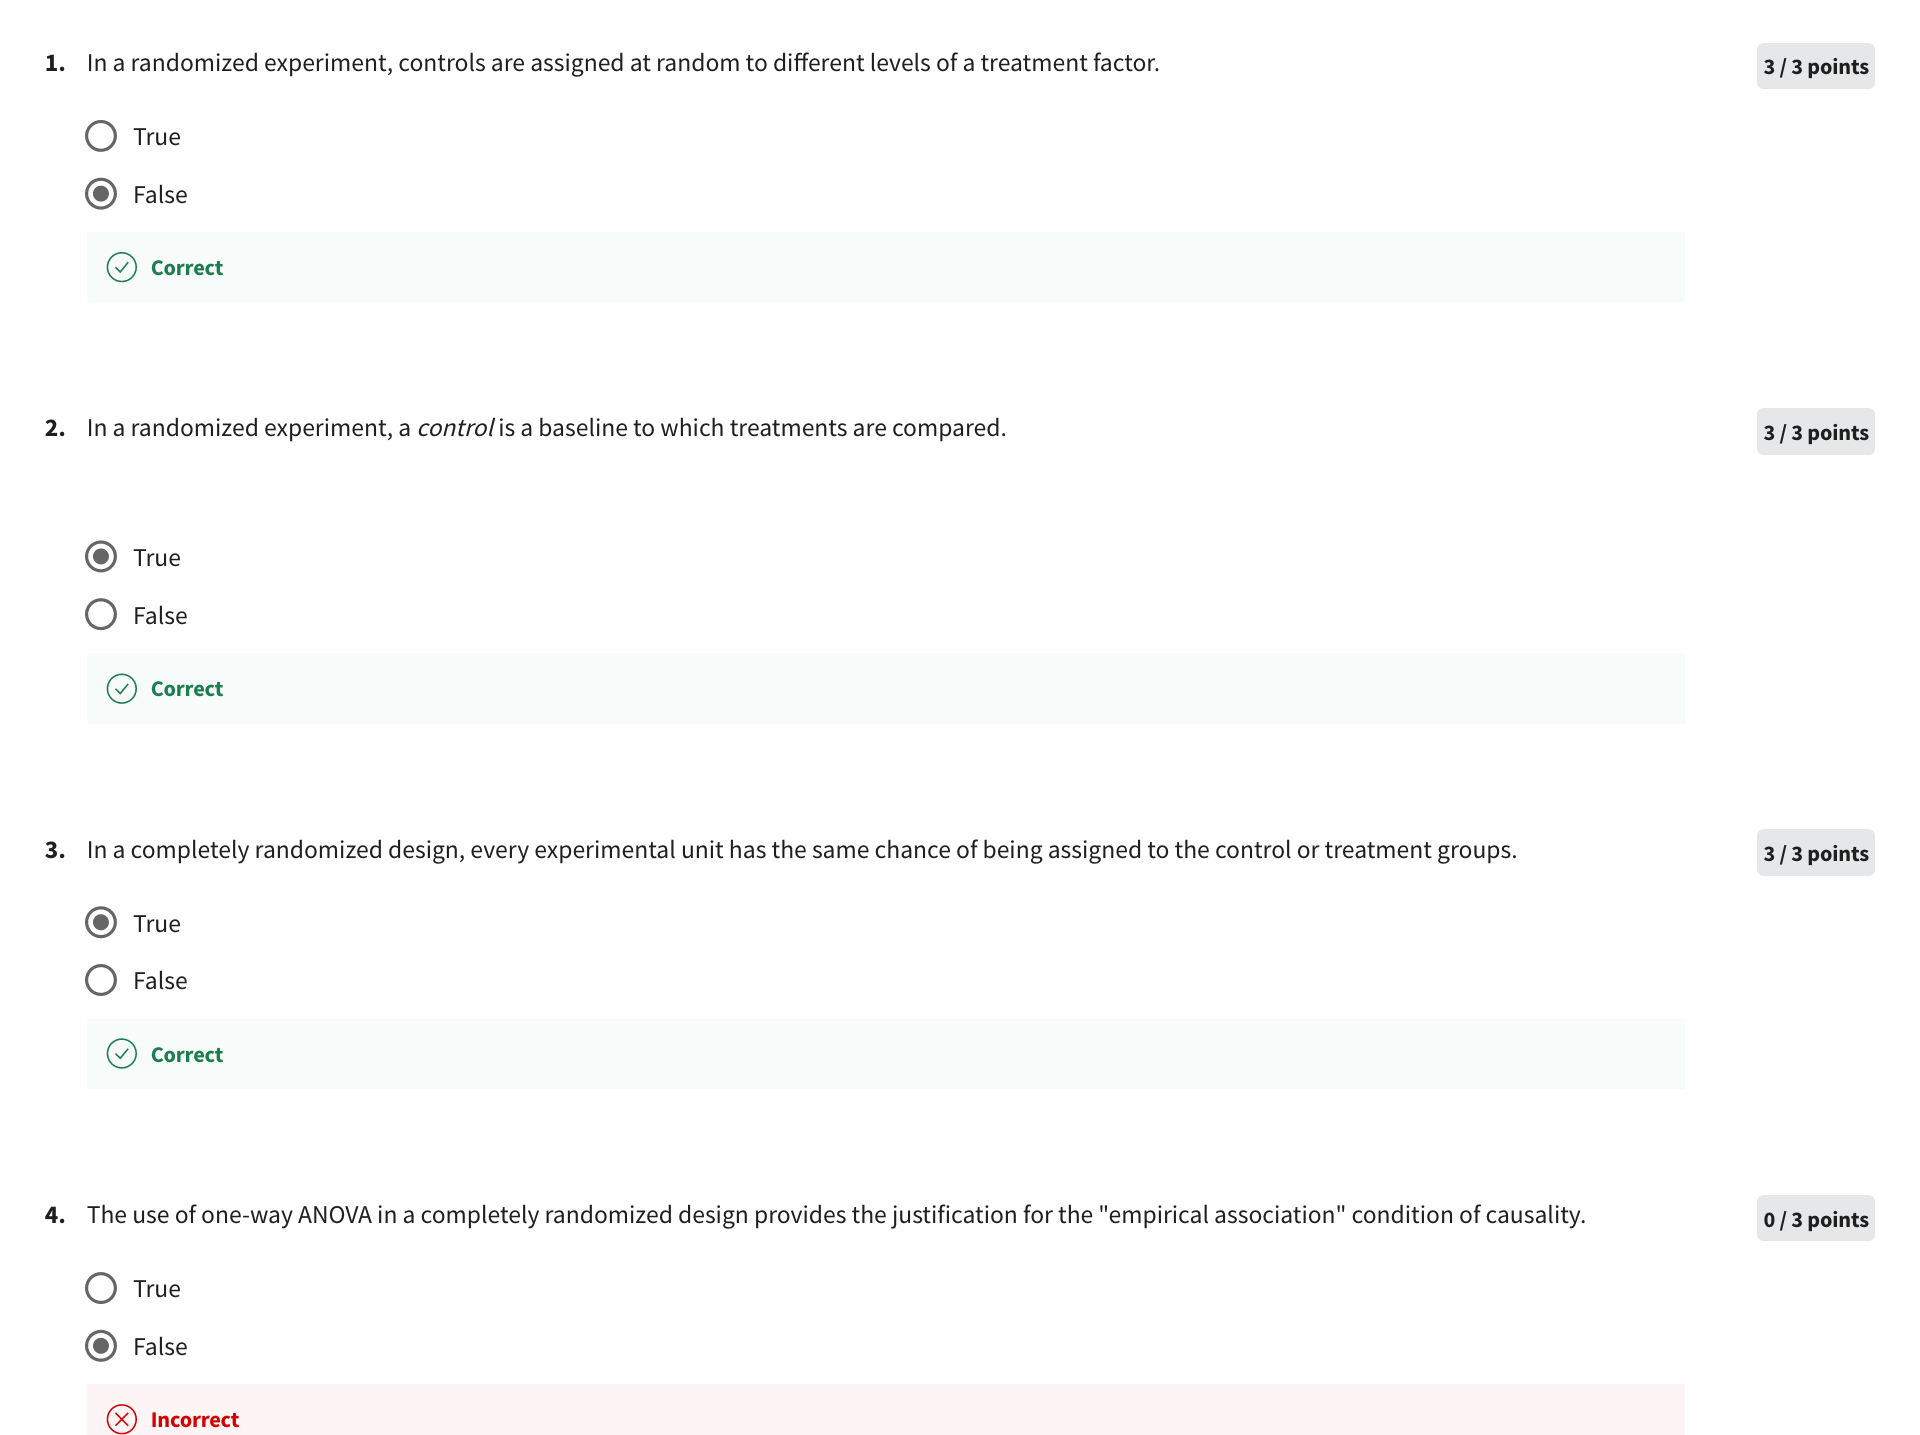 1. In a randomized experiment, controls are assigned at random to different levels of a treatment factor.
3 / 3 points
True
False
Correct
2. In a randomized experiment, a control is a baseline to which treatments are compared.
3 / 3 points
True
False
Correct
3. In a completely randomized design, every experimental unit has the same chance of being assigned to the control or treatment groups.
3 / 3 points
True
False
Correct
4. The use of one-way ANOVA in a completely randomized design provides the justification for the "empirical association" condition of causality.
0 / 3 points
True
False
Incorrect